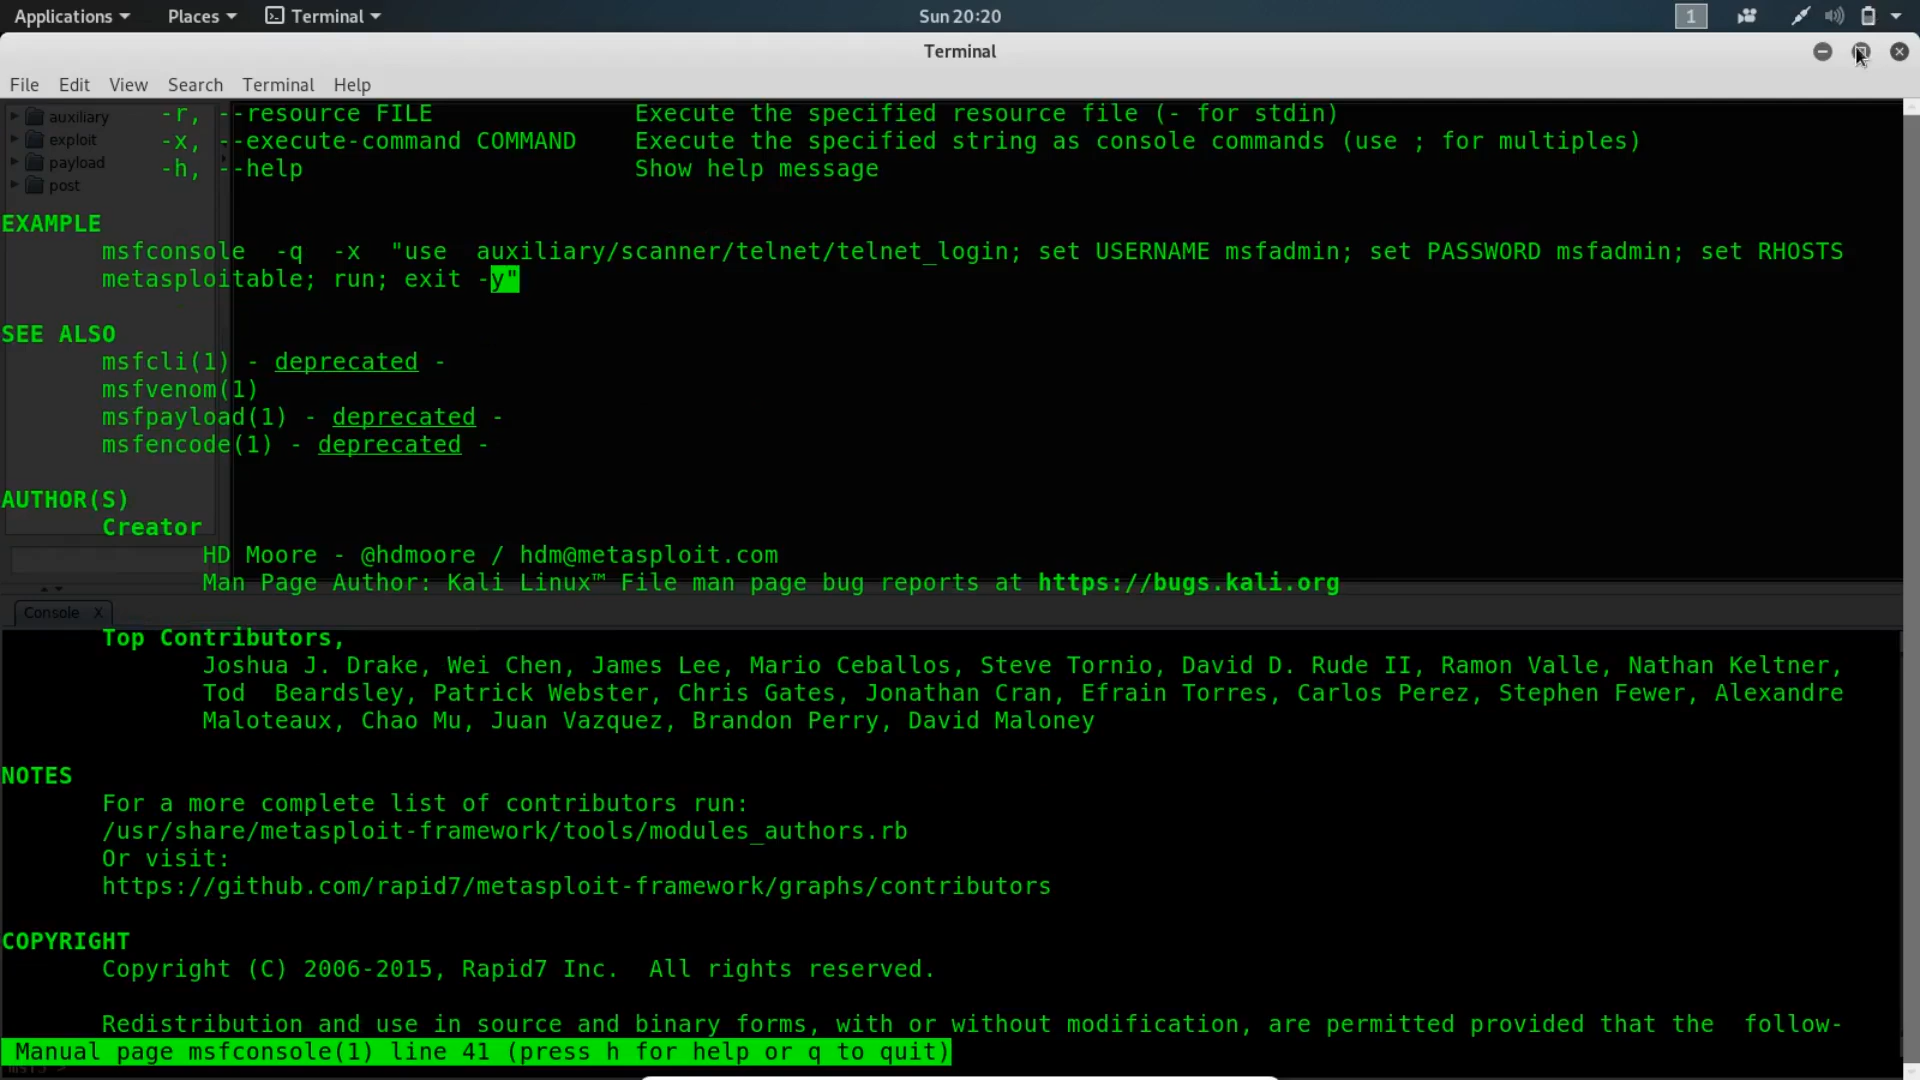 Applications Places Terminal Sun 20:20 1
Terminal
File Edit View Search Terminal Help
auxiliary
exploit
payload
post
-r, --resource FILE Execute the specified resource file (- for stdin)
-x, --execute-command COMMAND Execute the specified string as console commands (use ; for multiples)
-h, --help Show help message
EXAMPLE
msfconsole -q -x "use auxiliary/scanner/telnet/telnet_login; set USERNAME msfadmin; set PASSWORD msfadmin; set RHOSTS
metasploitable; run; exit -y"
SEE ALSO
msfcli(1) - deprecated -
msfvenom(1)
msfpayload(1) - deprecated -
msfencode(1) - deprecated -
AUTHOR(S)
Creator
HD Moore - @hdmoore / hdm@metasploit.com
Man Page Author: Kali Linux™ File man page bug reports at https://bugs.kali.org
Console X
Top Contributors,
Joshua J. Drake, Wei Chen, James Lee, Mario Ceballos, Steve Tornio, David D. Rude II, Ramon Valle, Nathan Keltner,
Tod Beardsley, Patrick Webster, Chris Gates, Jonathan Cran, Efrain Torres, Carlos Perez, Stephen Fewer, Alexandre
Maloteaux, Chao Mu, Juan Vazquez, Brandon Perry, David Maloney
NOTES
For a more complete list of contributors run:
/usr/share/metasploit-framework/tools/modules_authors.rb
Or visit:
https://github.com/rapid7/metasploit-framework/graphs/contributors
COPYRIGHT
Copyright (C) 2006-2015, Rapid7 Inc. All rights reserved.
Redistribution and use in source and binary forms, with or without modification, are permitted provided that the follow-
Manual page msfconsole(1) line 41 (press h for help or q to quit)